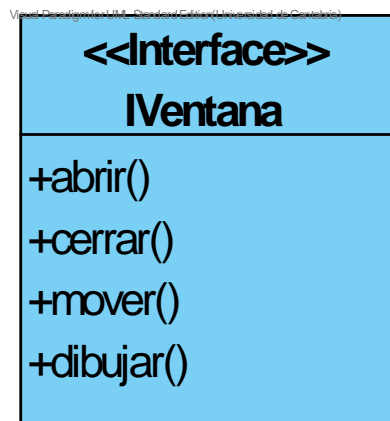 Visual Paradigm for UML Standard Edition(Universidad de Cantabria)
<<Interface>>
IVentana
+abrir()
+cerrar()
+mover()
+dibujar()